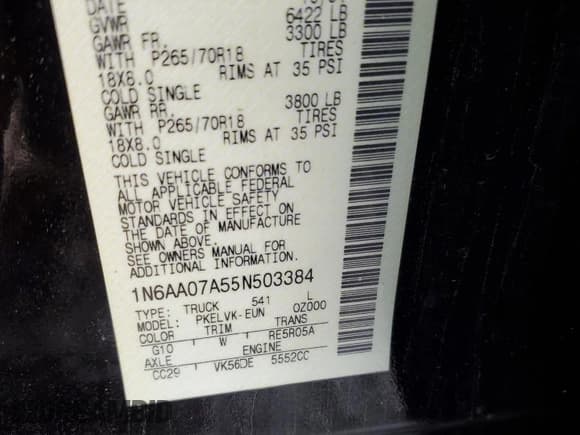 DATE
GVWR 6422 LB
GAWR FR. 3300 LB
WITH P265/70R18 TIRES
18X8.0 RIMS AT 35 PSI
COLD SINGLE
GAWR RR. 3800 LB
WITH P265/70R18 TIRES
18X8.0 RIMS AT 35 PSI
COLD SINGLE
THIS VEHICLE CONFORMS TO
ALL APPLICABLE FEDERAL
MOTOR VEHICLE SAFETY
STANDARDS IN EFFECT ON
THE DATE OF MANUFACTURE
SHOWN ABOVE.
SEE OWNERS MANUAL FOR
ADDITIONAL INFORMATION
1N6AA07A55N503384
TYPE: TRUCK 541 L
MODEL: PKELVK-EUN 0Z000
COLOR TRIM TRANS
G10 W RE5R05A
AXLE ENGINE
CC29 VK56DE 5552CC